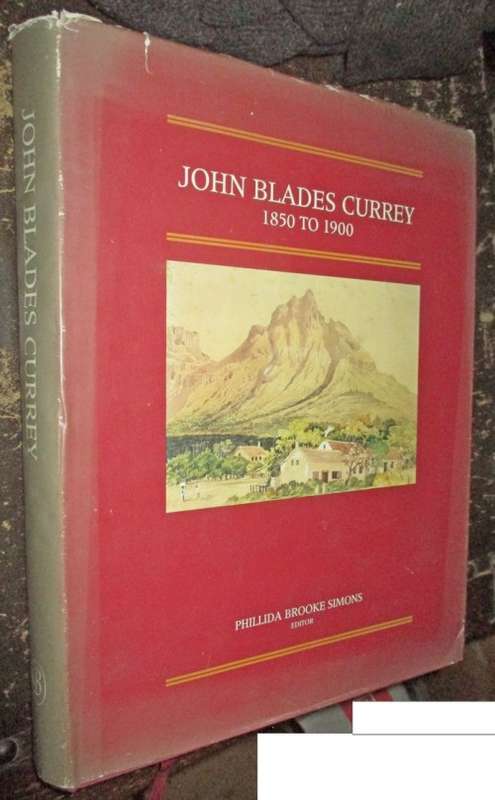 JOHN BLADES CURREY
JOHN BLADES CURREY
1850 TO 1900
PHILLIDA BROOKE SIMONS
EDITOR